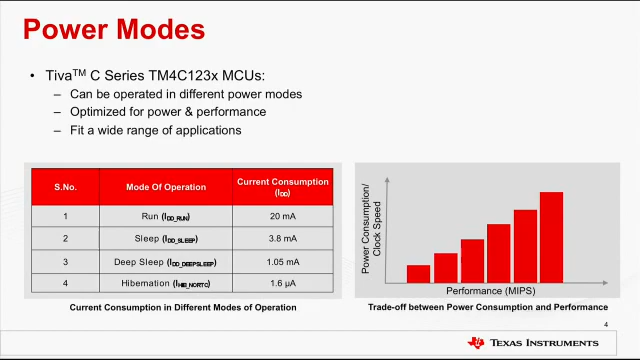 Power Modes
• Tiva™ C Series TM4C123x MCUs:
– Can be operated in different power modes
– Optimized for power & performance
– Fit a wide range of applications
S.No. Mode Of Operation Current Consumption (IDD)
1 Run (IDD_RUN) 20 mA
2 Sleep (IDD_SLEEP) 3.8 mA
3 Deep Sleep (IDD_DEEPSLEEP) 1.05 mA
4 Hibernation (IHIB_NORTC) 1.6 µA
Current Consumption in Different Modes of Operation
Power Consumption/
Clock Speed
Performance (MIPS)
Trade-off between Power Consumption and Performance
4
TEXAS INSTRUMENTS